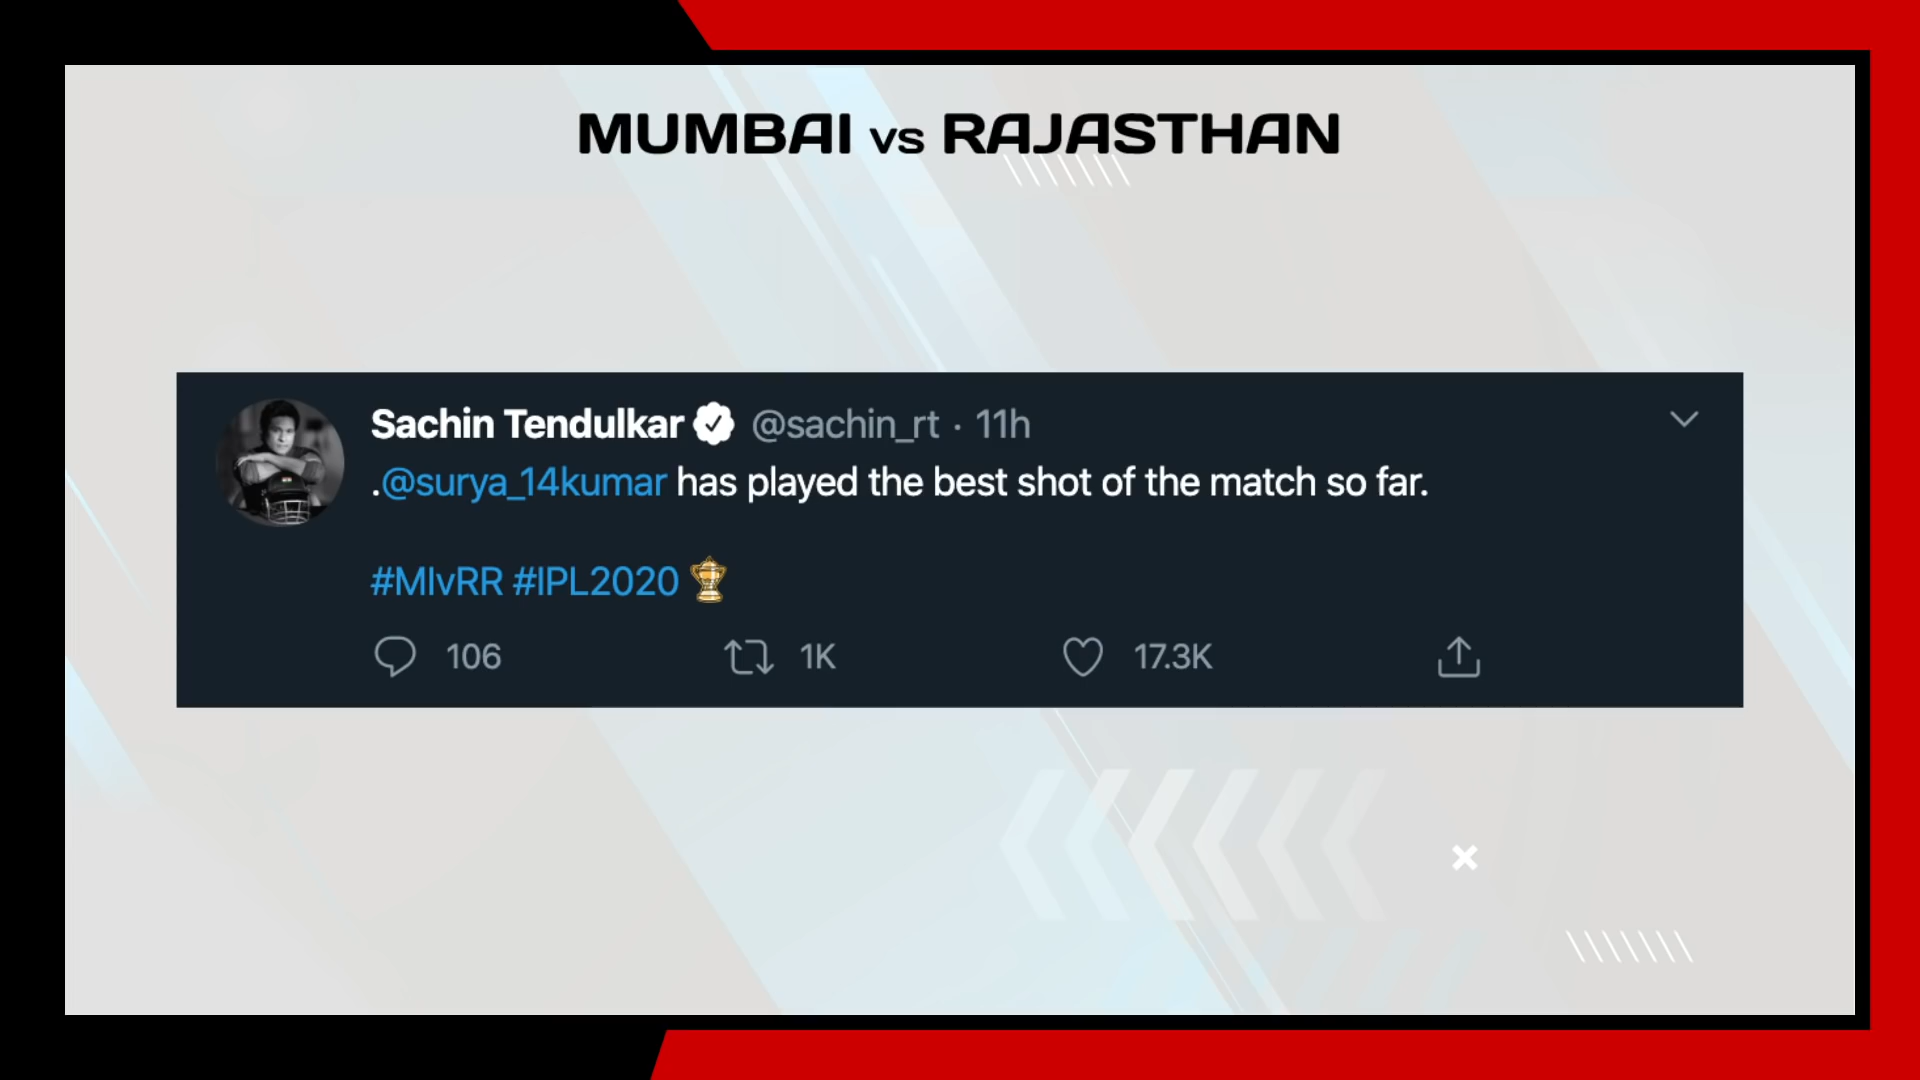 MUMBAI vs RAJASTHAN
Sachin Tendulkar @sachin_rt · 11h
.@surya_14kumar has played the best shot of the match so far.
#MIvRR #IPL2020
106 1K 17.3K